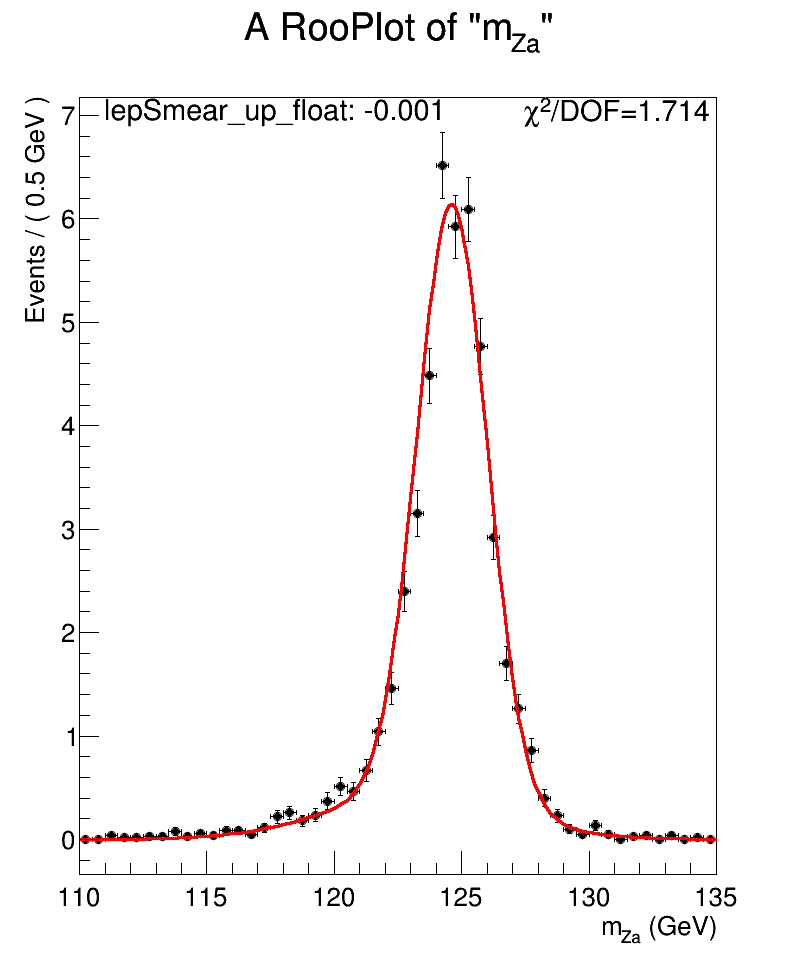 A RooPlot of "m_Za"
lepSmear_up_float: -0.001
χ²/DOF=1.714
Events / ( 0.5 GeV )
7
6
5
4
3
2
1
0
110 115 120 125 130 135
m_Za (GeV)